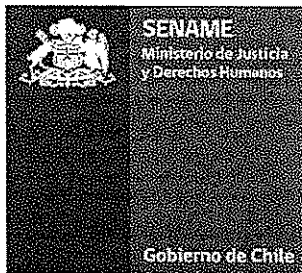 SENAME
Ministerio de Justicia
y Derechos Humanos
Gobierno de Chile